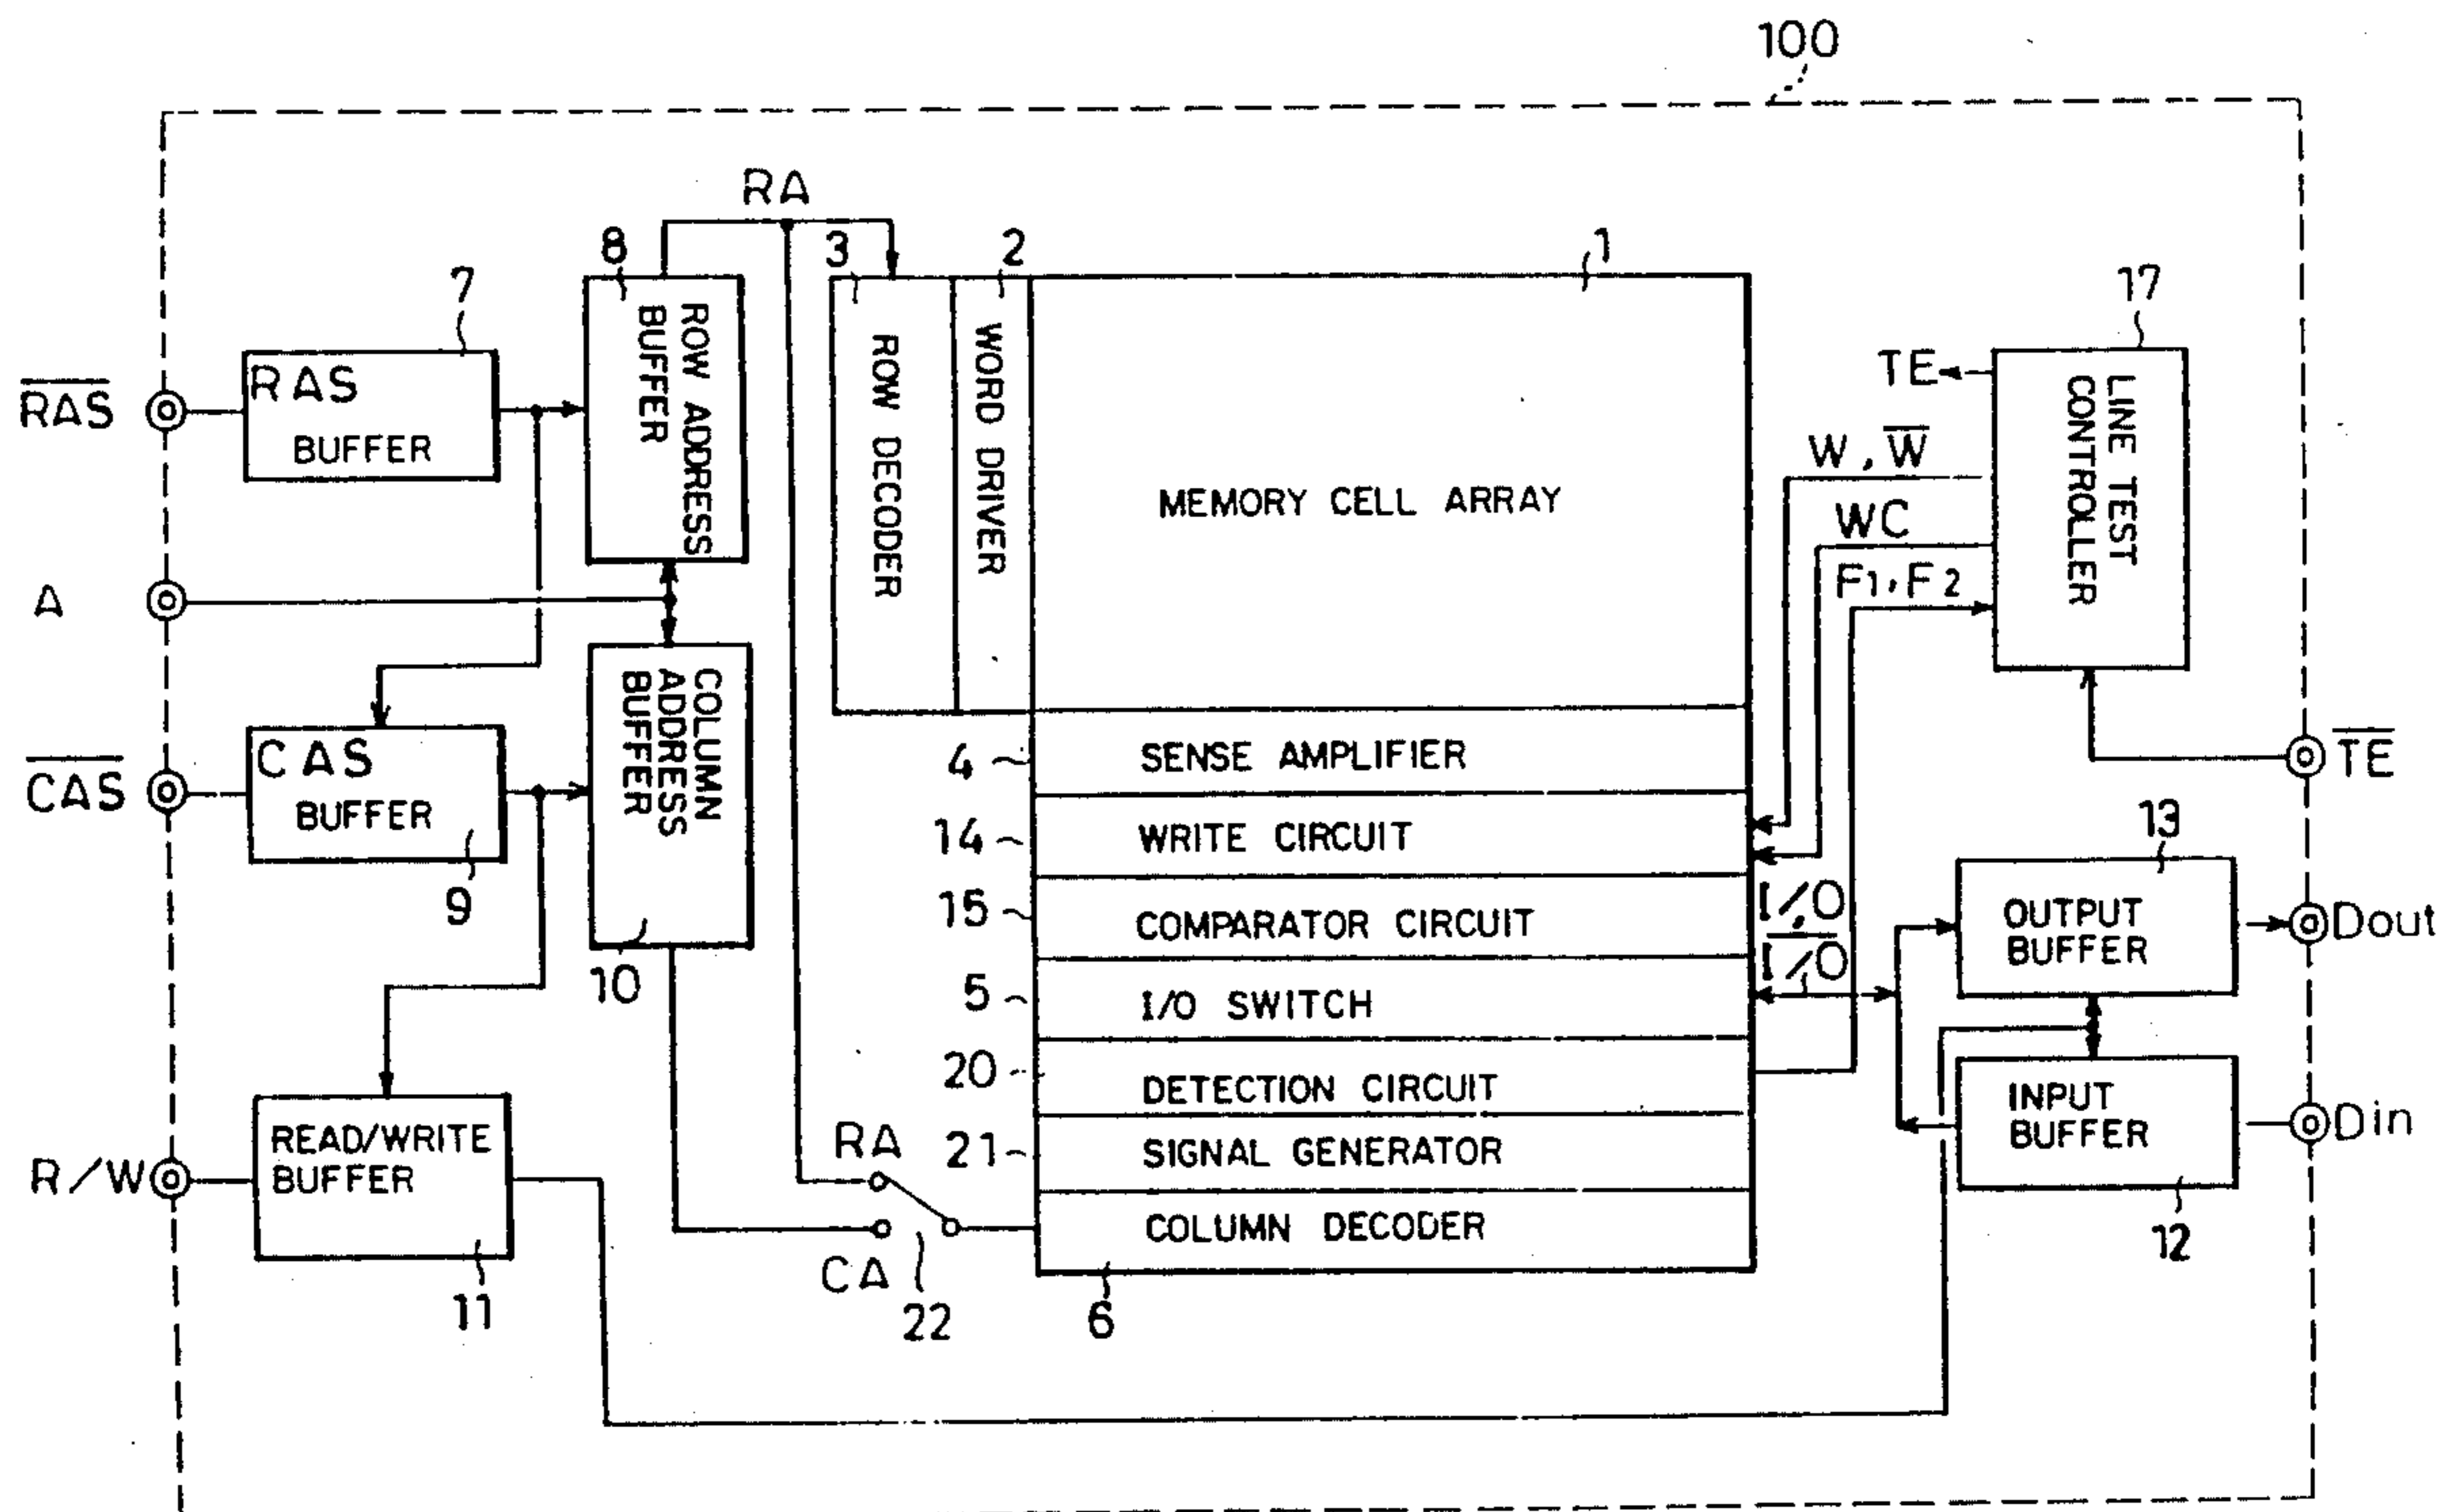 100
RA
8
3
2
1
7
17
RAS
BUFFER
ROW ADDRESS
BUFFER
ROW DECODER
WORD DRIVER
MEMORY CELL ARRAY
TE
LINE TEST
CONTROLLER
W, W̅
WC
F1, F2
R̅A̅S̅
A
C̅A̅S̅
CAS
BUFFER
9
COLUMN
ADDRESS
BUFFER
10
4
SENSE AMPLIFIER
14
WRITE CIRCUIT
15
COMPARATOR CIRCUIT
5
I/O SWITCH
20
DETECTION CIRCUIT
21
SIGNAL GENERATOR
COLUMN DECODER
6
I/O,
I̅/̅O̅
T̅E̅
13
OUTPUT
BUFFER
Dout
INPUT
BUFFER
Din
12
R/W
READ/WRITE
BUFFER
11
RA
CA
22